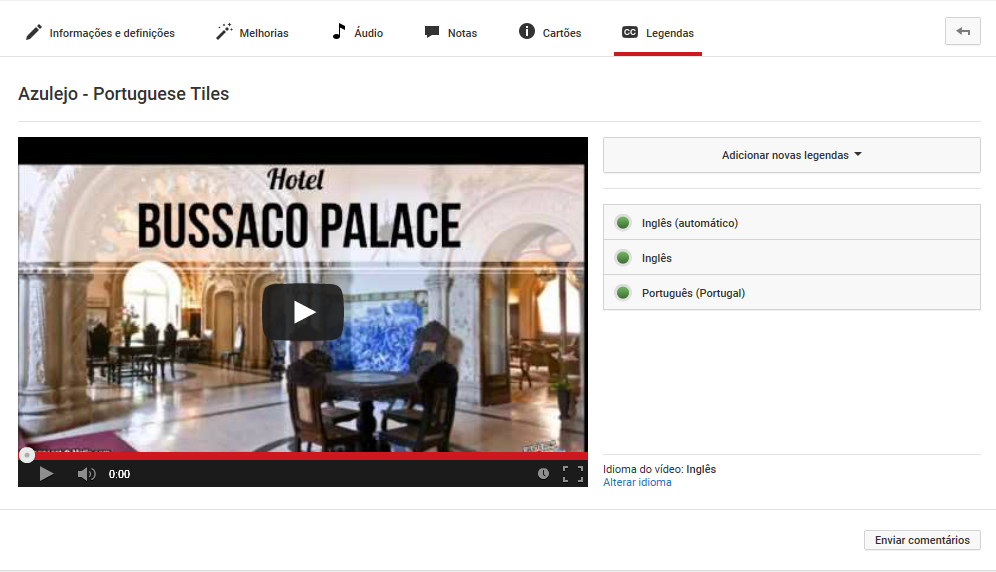 Informações e definições
Melhorias
Áudio
Notas
Cartões
CC Legendas
Azulejo - Portuguese Tiles
Hotel
BUSSACO PALACE
0:00
Adicionar novas legendas
Inglês (automático)
Inglês
Português (Portugal)
Idioma do vídeo: Inglês
Alterar idioma
Enviar comentários